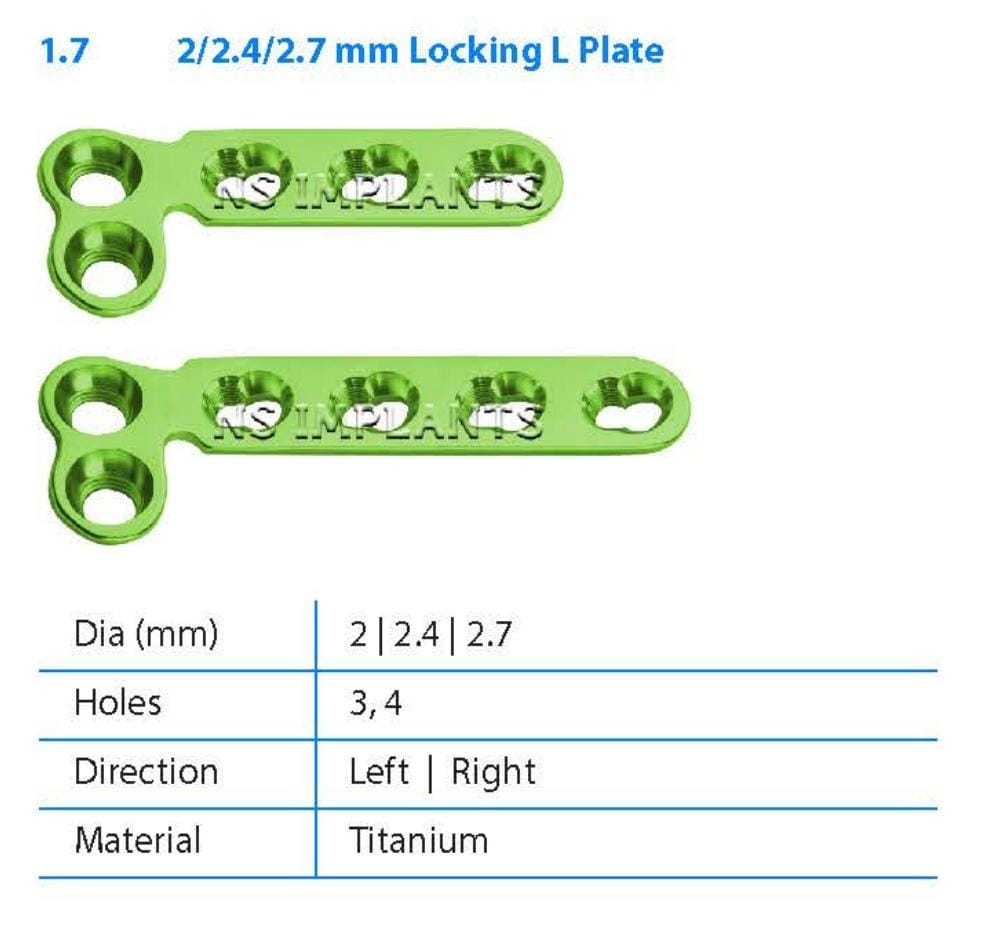 1.7 2/2.4/2.7 mm Locking L Plate
NS IMPLANTS
NS IMPLANTS
Dia (mm) 2 | 2.4 | 2.7
Holes 3, 4
Direction Left | Right
Material Titanium